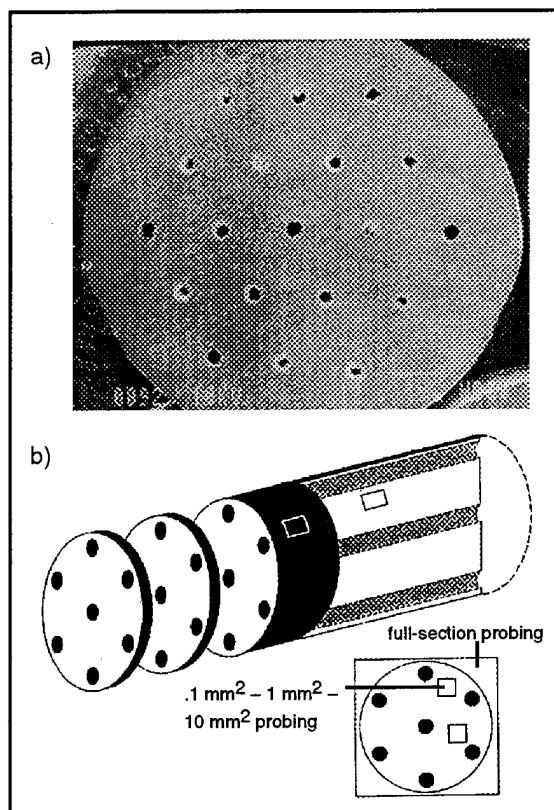 a)
b)
full-section probing
.1 mm² – 1 mm² –
10 mm² probing